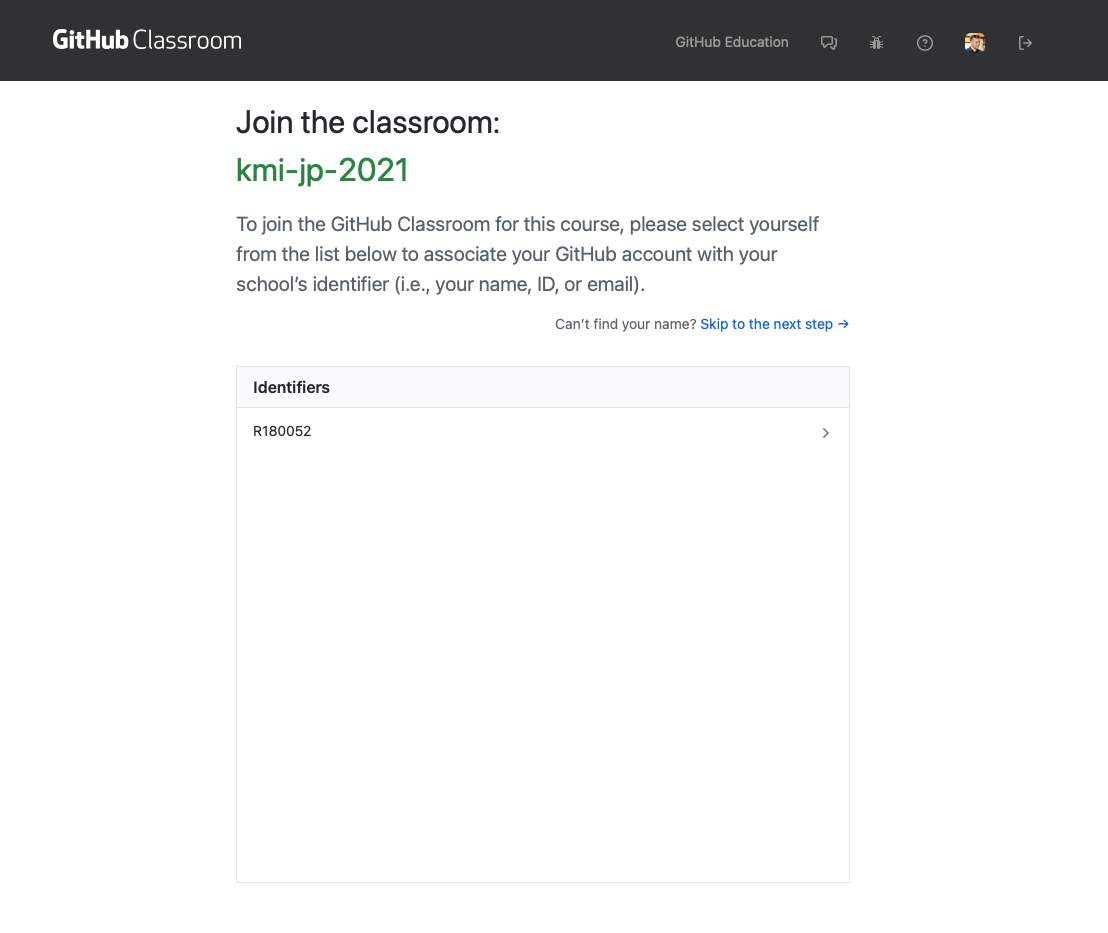 GitHub Classroom
GitHub Education
Join the classroom:
kmi-jp-2021
To join the GitHub Classroom for this course, please select yourself
from the list below to associate your GitHub account with your
school’s identifier (i.e., your name, ID, or email).
Can’t find your name? Skip to the next step →
Identifiers
R180052